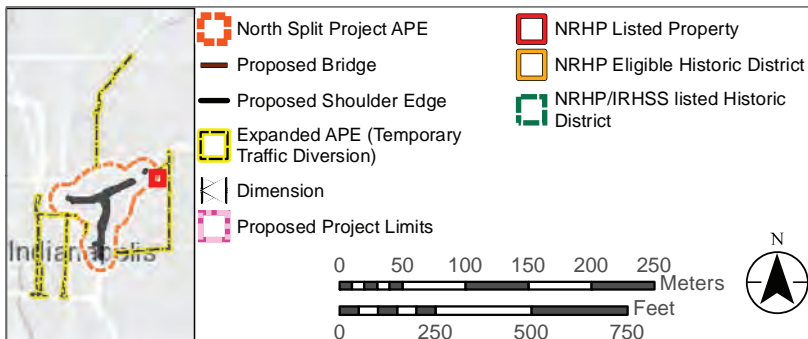 North Split Project APE
Proposed Bridge
Proposed Shoulder Edge
Expanded APE (Temporary
Traffic Diversion)
Dimension
Proposed Project Limits
NRHP Listed Property
NRHP Eligible Historic District
NRHP/IRHSS listed Historic
District
Indianapolis
0 50 100 150 200 250
Meters
Feet
0 250 500 750
N